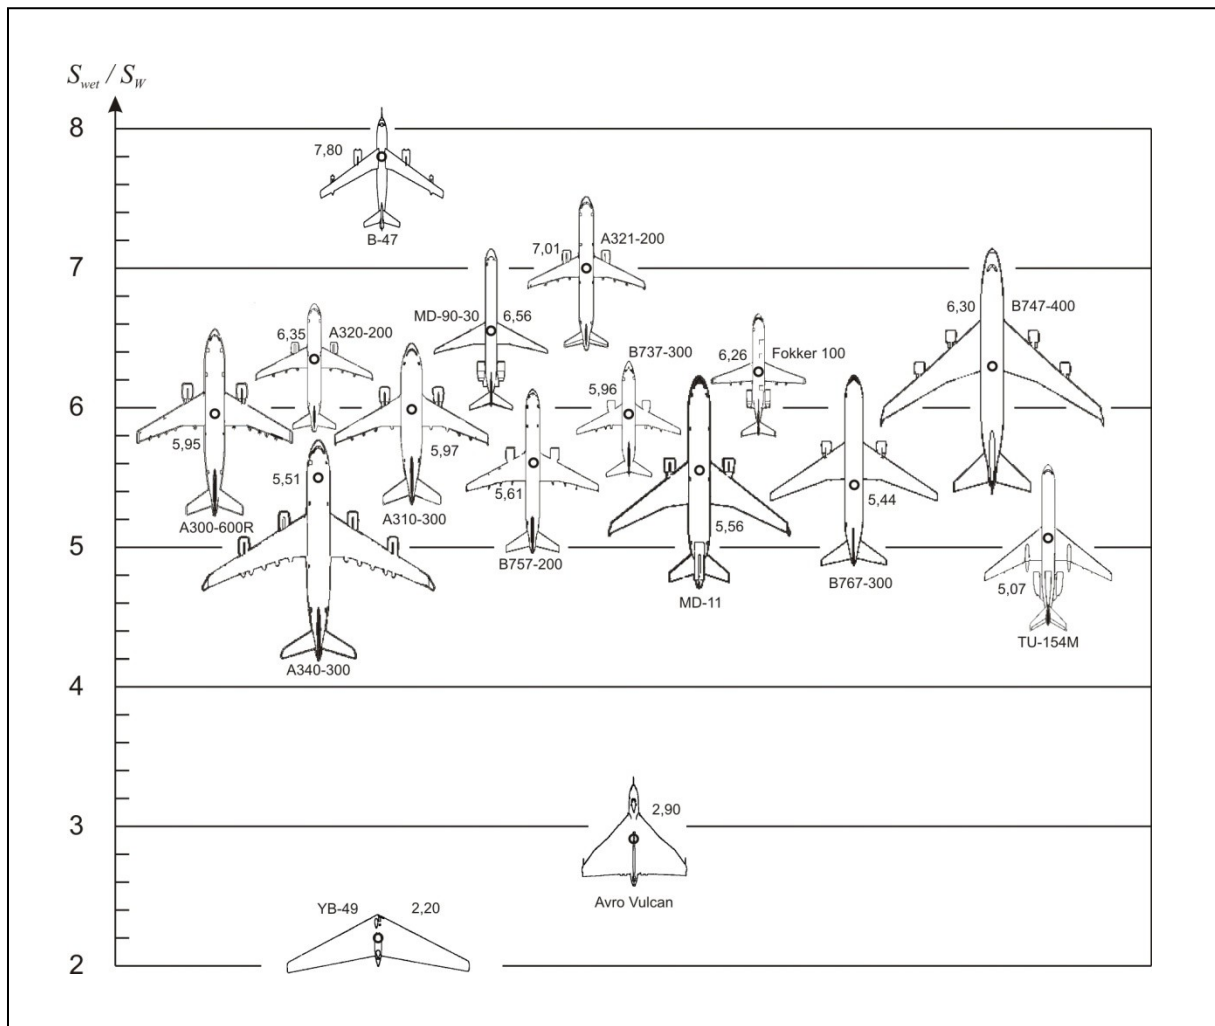 S_wet / S_W
8
7,80
B-47
7,01
A321-200
7
6,30
B747-400
MD-90-30
6,56
6,35
A320-200
B737-300
6,26
Fokker 100
5,96
6
5,95
5,97
5,51
5,61
5,56
5,44
A300-600R
A310-300
5
B757-200
B767-300
5,07
MD-11
TU-154M
A340-300
4
3
2,90
Avro Vulcan
YB-49
2,20
2